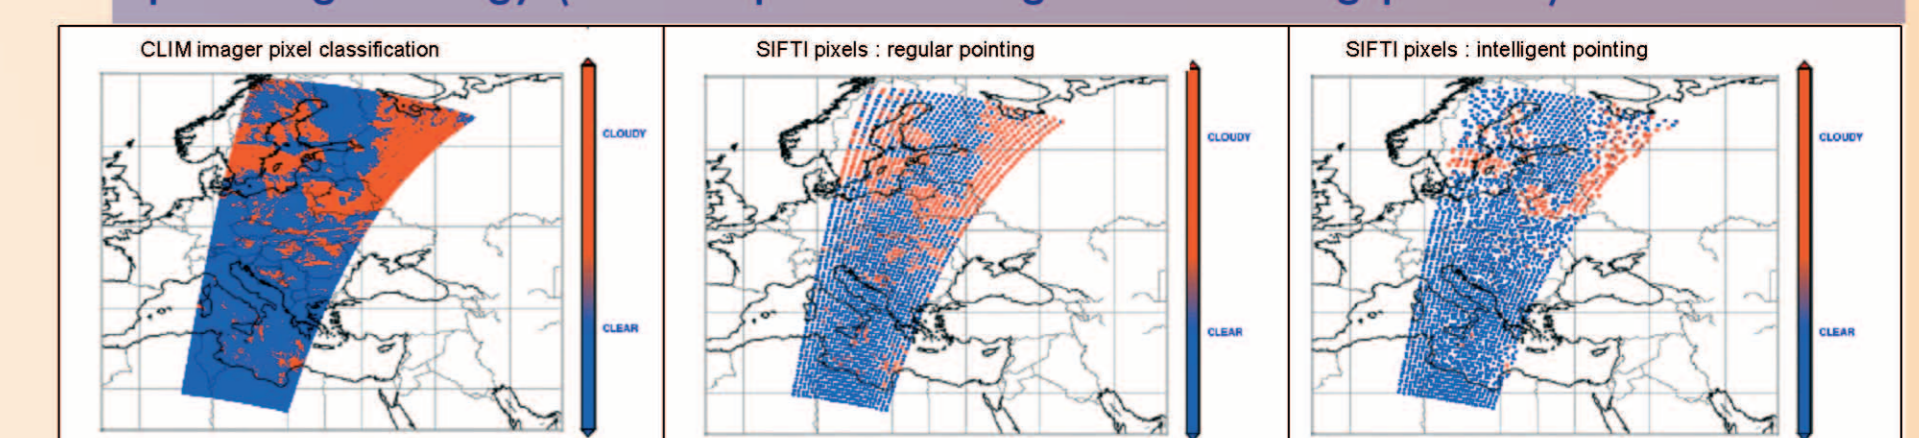 CLIM imager pixel classification
CLOUDY
CLEAR
SIFTI pixels : regular pointing
CLOUDY
CLEAR
SIFTI pixels : intelligent pointing
CLOUDY
CLEAR